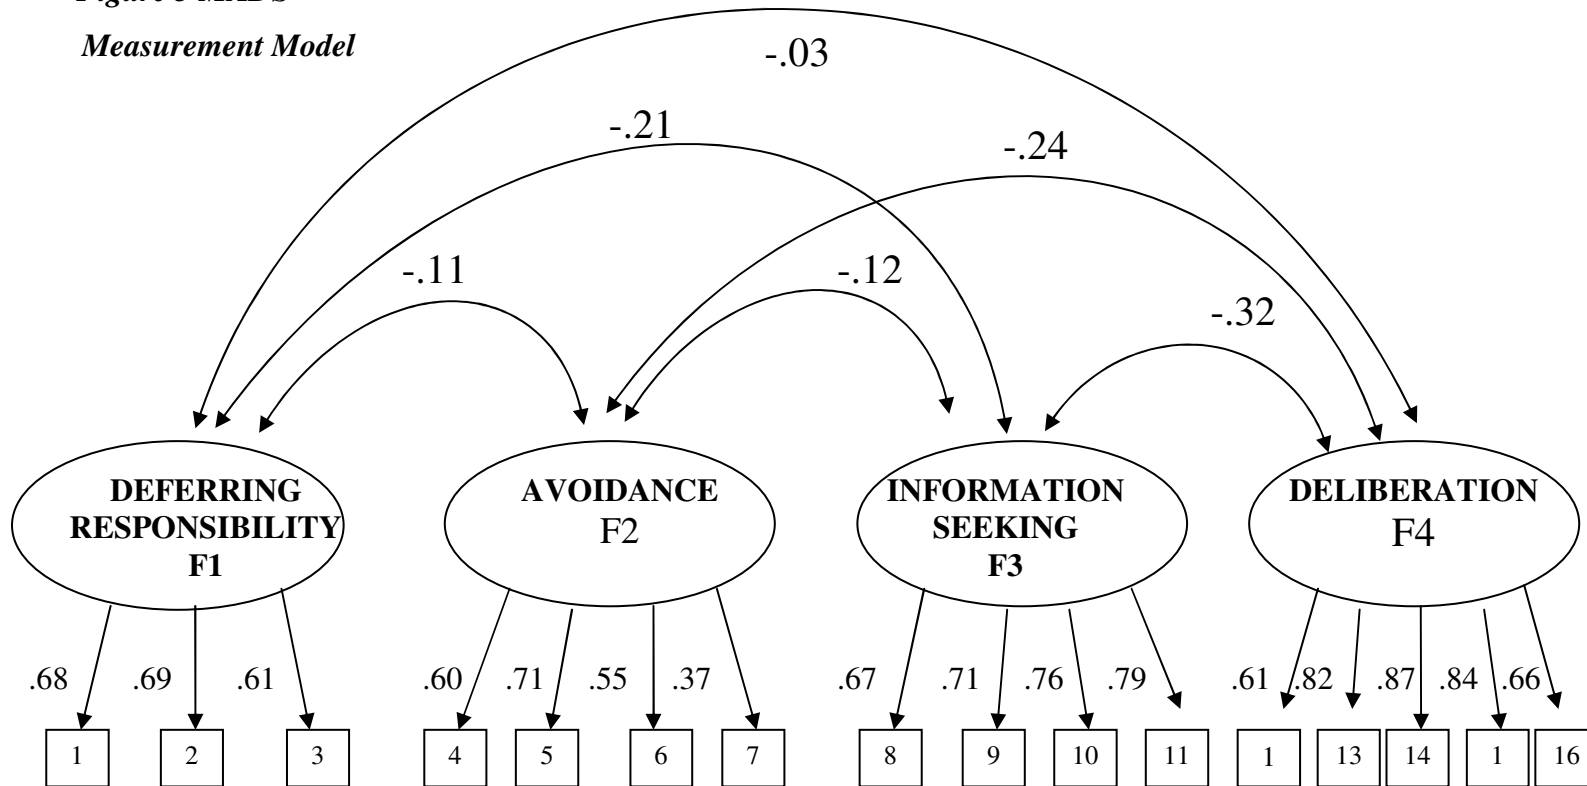 Measurement Model
-.03
-.21
-.24
-.11
-.12
-.32
DEFERRING
RESPONSIBILITY
F1
AVOIDANCE
F2
INFORMATION
SEEKING
F3
DELIBERATION
F4
.68 .69 .61 .60 .71 .55 .37 .67 .71 .76 .79 .61 .82 .87 .84 .66
1 2 3 4 5 6 7 8 9 10 11 1 13 14 1 16